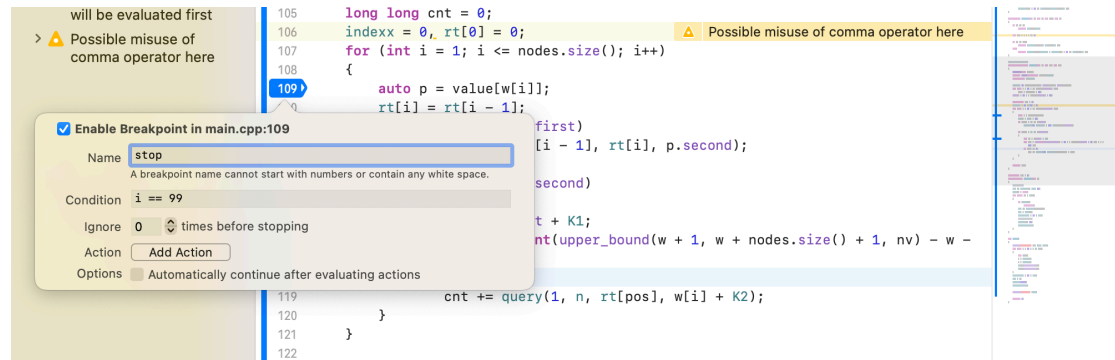 will be evaluated first
Possible misuse of
comma operator here
105 long long cnt = 0;
106 indexx = 0, rt[0] = 0;
Possible misuse of comma operator here
107 for (int i = 1; i <= nodes.size(); i++)
108 {
109 auto p = value[w[i]];
rt[i] = rt[i - 1];
first)
[i - 1], rt[i], p.second);
second)
t + K1;
nt(upper_bound(w + 1, w + nodes.size() + 1, nv) - w -
119 cnt += query(1, n, rt[pos], w[i] + K2);
120 }
121 }
122
Enable Breakpoint in main.cpp:109
Name stop
A breakpoint name cannot start with numbers or contain any white space.
Condition i == 99
Ignore 0 times before stopping
Action Add Action
Options Automatically continue after evaluating actions